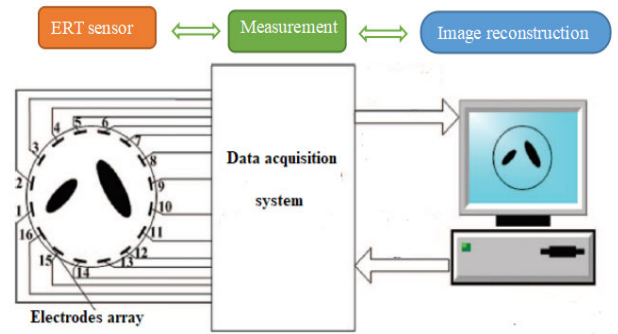 ERT sensor
Measurement
Image reconstruction
1
2
3
4
5
6
7
8
9
10
11
12
13
14
15
16
Data acquisition
system
Electrodes array